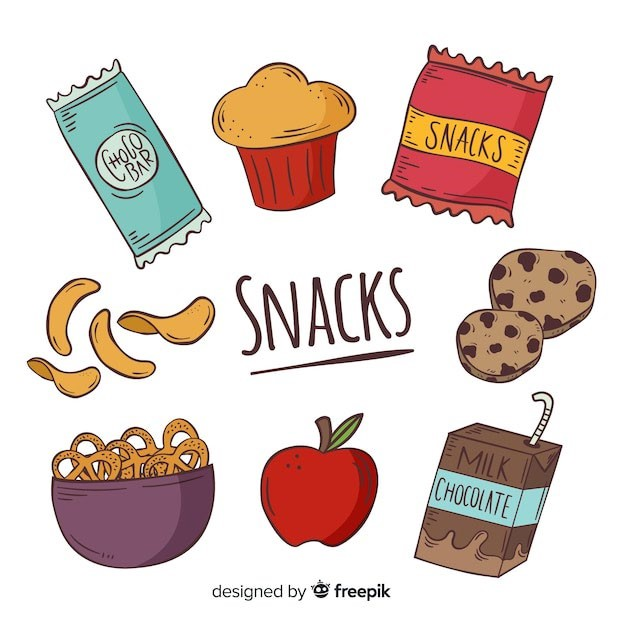 CHOCO
BAR
SNACKS
SNACKS
MILK
CHOCOLATE
designed by freepik